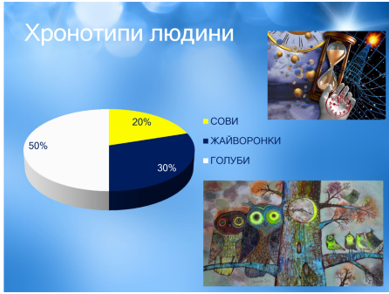 Хронотипи людини
20%
50%
30%
СОВИ
ЖАЙВОРОНКИ
ГОЛУБИ